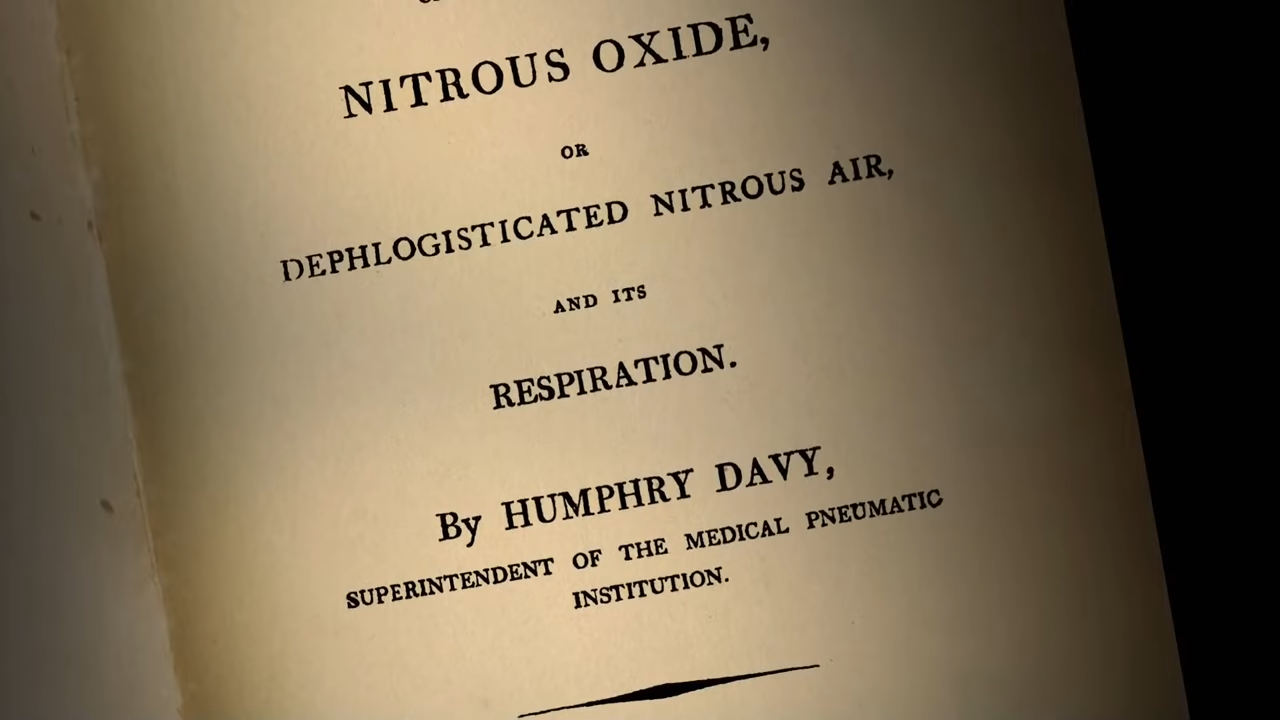 NITROUS OXIDE,
OR
DEPHLOGISTICATED NITROUS AIR,
AND ITS
RESPIRATION.
By HUMPHRY DAVY,
SUPERINTENDENT OF THE MEDICAL PNEUMATIC
INSTITUTION.